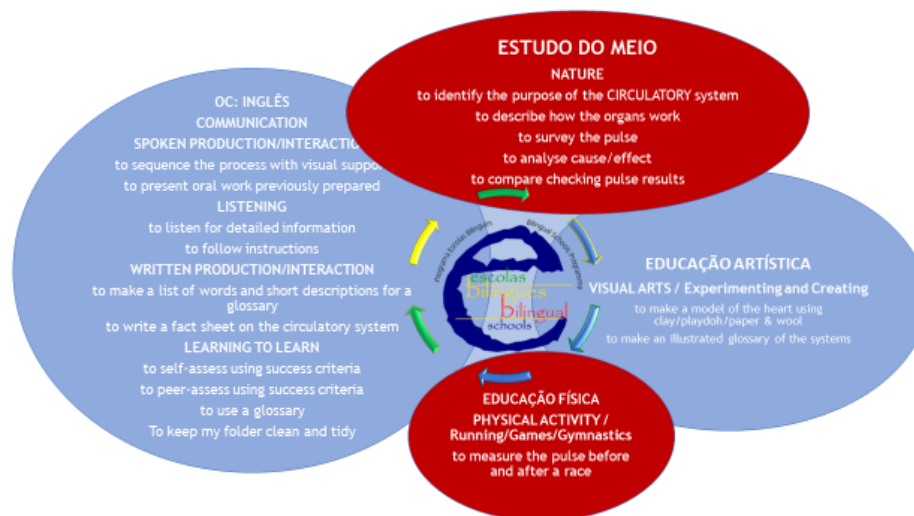 ESTUDO DO MEIO
NATURE
to identify the purpose of the CIRCULATORY system
to describe how the organs work
to survey the pulse
to analyse cause/effect
to compare checking pulse results
OC: INGLÊS
COMMUNICATION
SPOKEN PRODUCTION/INTERACTION
to sequence the process with visual suppor
to present oral work previously prepared
LISTENING
to listen for detailed information
to follow instructions
WRITTEN PRODUCTION/INTERACTION
to make a list of words and short descriptions for a
glossary
to write a fact sheet on the circulatory system
LEARNING TO LEARN
to self-assess using success criteria
to peer-assess using success criteria
to use a glossary
To keep my folder clean and tidy
Programa Escolas Bilingues
Bilingual Schools Programme
escolas
bilingues
bilingual
schools
EDUCAÇÃO ARTÍSTICA
VISUAL ARTS / Experimenting and Creating
to make a model of the heart using
clay/playdoh/paper & wool
to make an Illustrated glossary of the systems
EDUCAÇÃO FÍSICA
PHYSICAL ACTIVITY /
Running/Games/Gymnastics
to measure the pulse before
and after a race